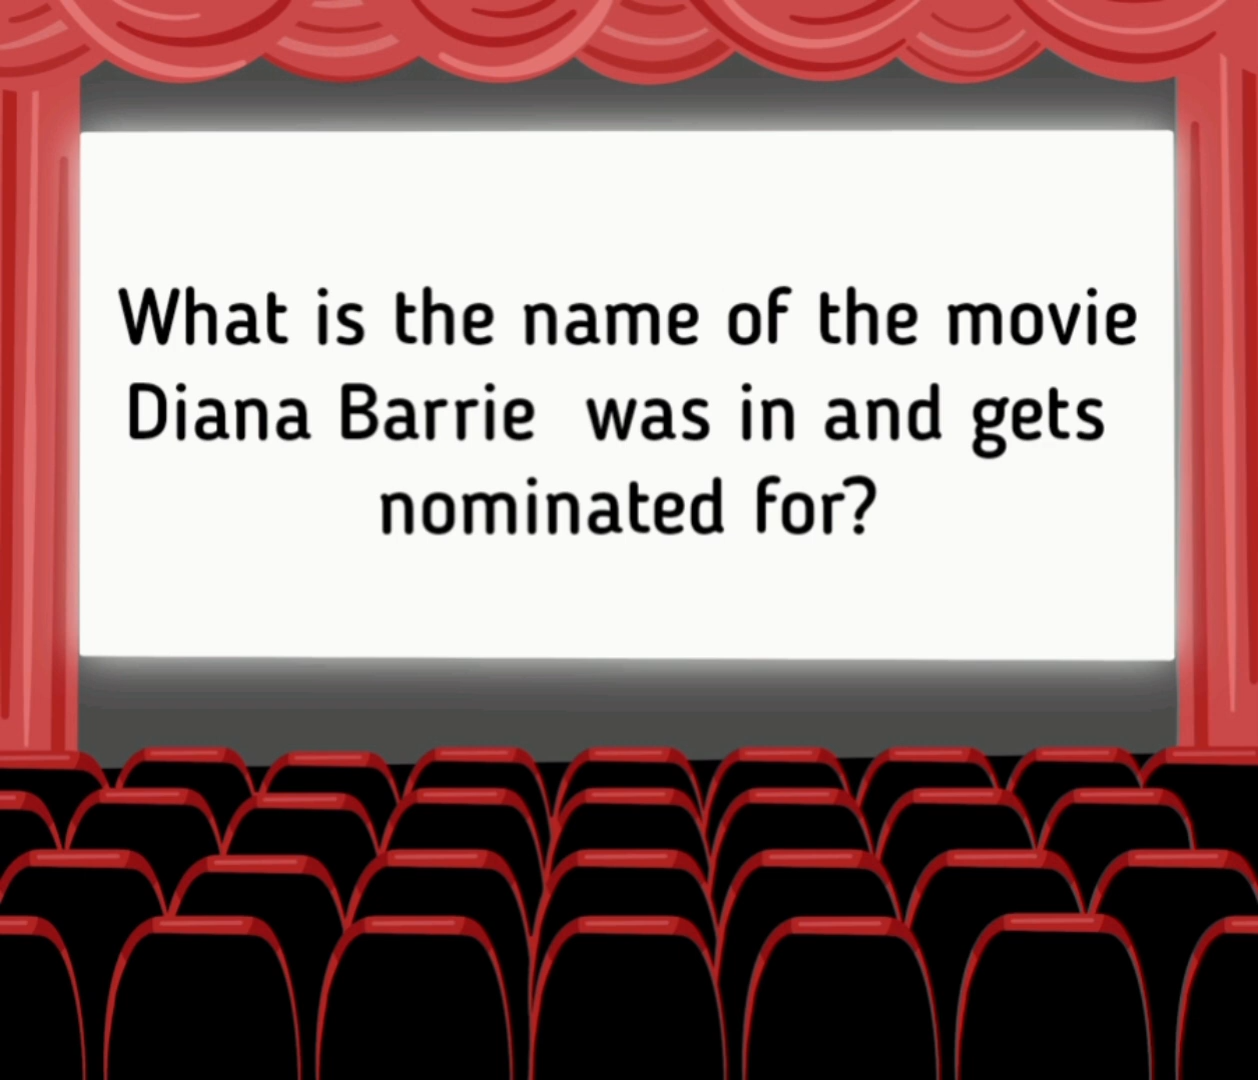 What is the name of the movie
Diana Barrie was in and gets
nominated for?